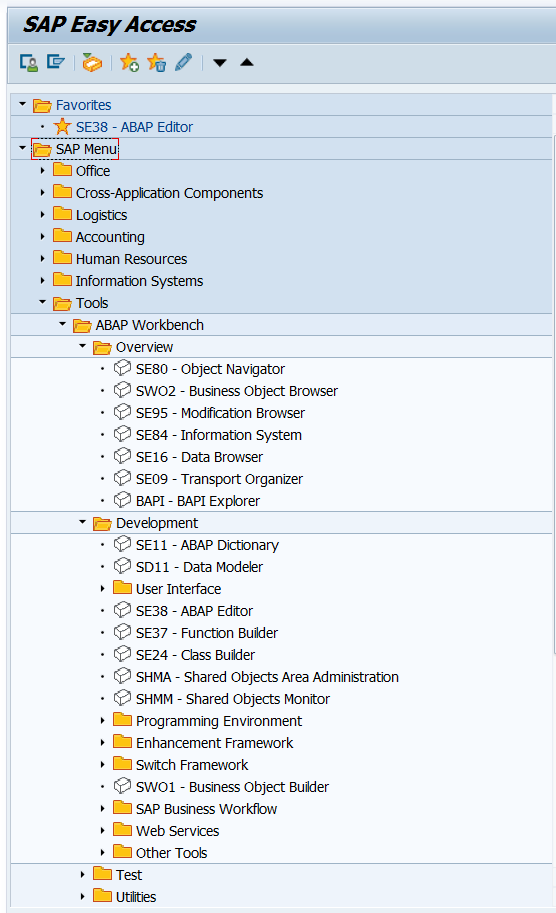 SAP Easy Access
Favorites
SE38 - ABAP Editor
SAP Menu
Office
Cross-Application Components
Logistics
Accounting
Human Resources
Information Systems
Tools
ABAP Workbench
Overview
SE80 - Object Navigator
SWO2 - Business Object Browser
SE95 - Modification Browser
SE84 - Information System
SE16 - Data Browser
SE09 - Transport Organizer
BAPI - BAPI Explorer
Development
SE11 - ABAP Dictionary
SD11 - Data Modeler
User Interface
SE38 - ABAP Editor
SE37 - Function Builder
SE24 - Class Builder
SHMA - Shared Objects Area Administration
SHMM - Shared Objects Monitor
Programming Environment
Enhancement Framework
Switch Framework
SWO1 - Business Object Builder
SAP Business Workflow
Web Services
Other Tools
Test
Utilities